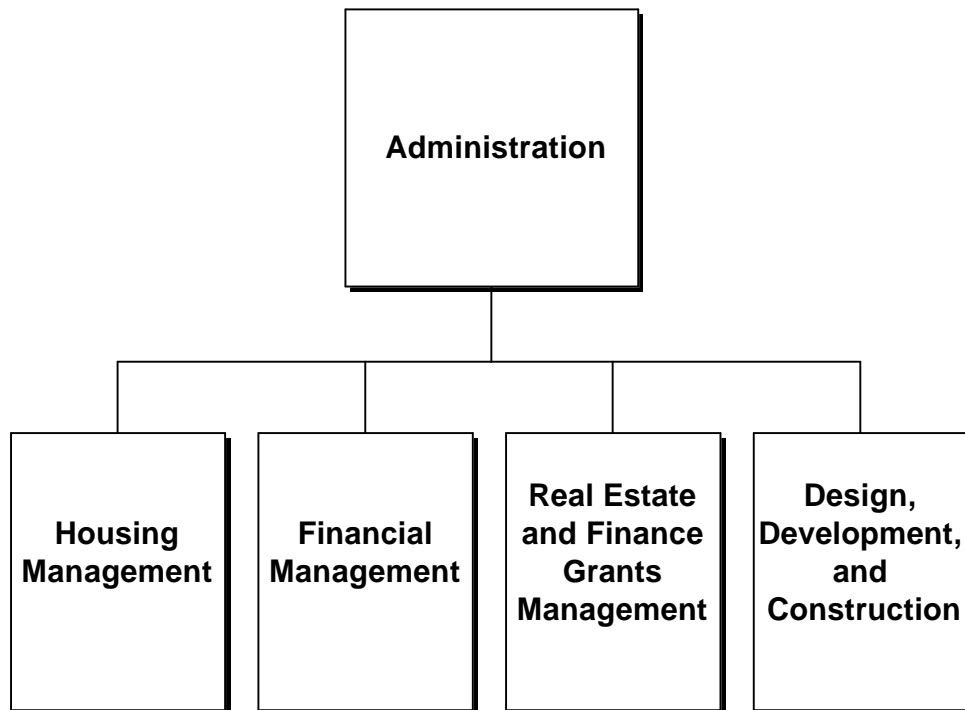 Administration
Housing
Management
Financial
Management
Real Estate
and Finance
Grants
Management
Design,
Development,
and
Construction